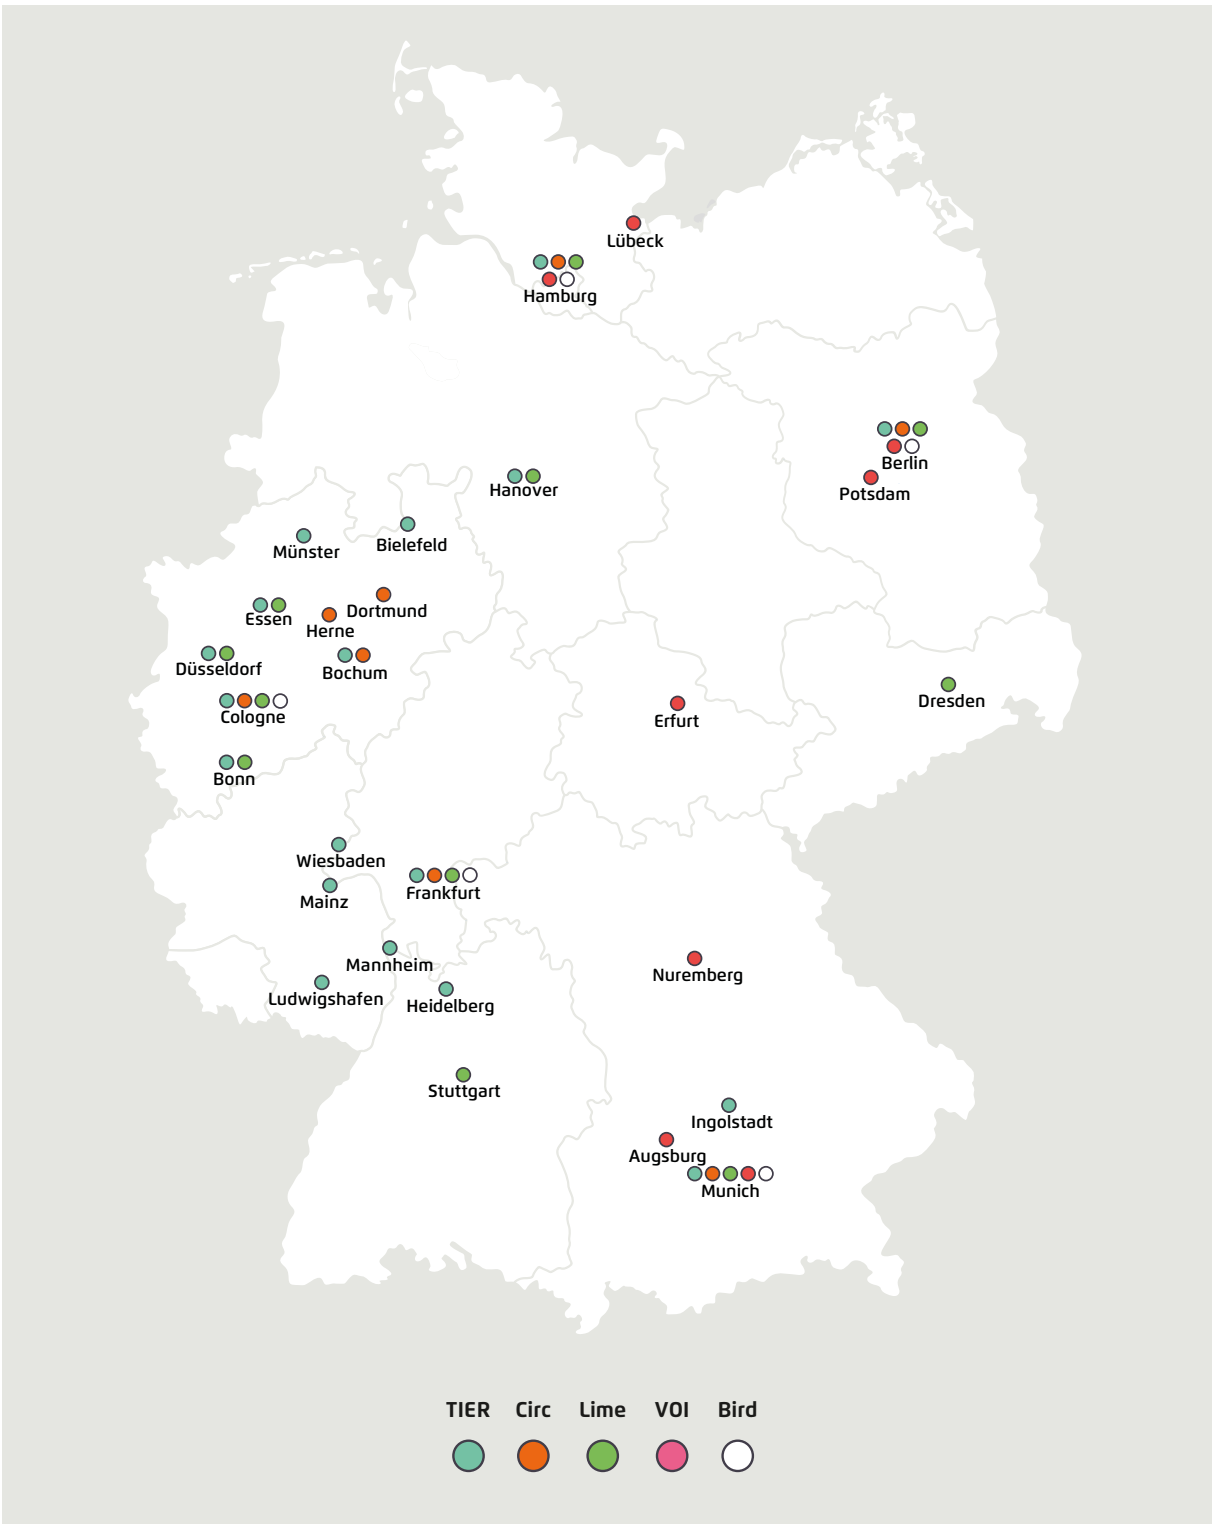 Lübeck
Hamburg
Berlin
Potsdam
Hanover
Bielefeld
Münster
Dortmund
Essen
Herne
Düsseldorf
Bochum
Cologne
Dresden
Erfurt
Bonn
Wiesbaden
Mainz
Frankfurt
Mannheim
Nuremberg
Ludwigshafen
Heidelberg
Stuttgart
Ingolstadt
Augsburg
Munich
TIER Circ Lime VOI Bird